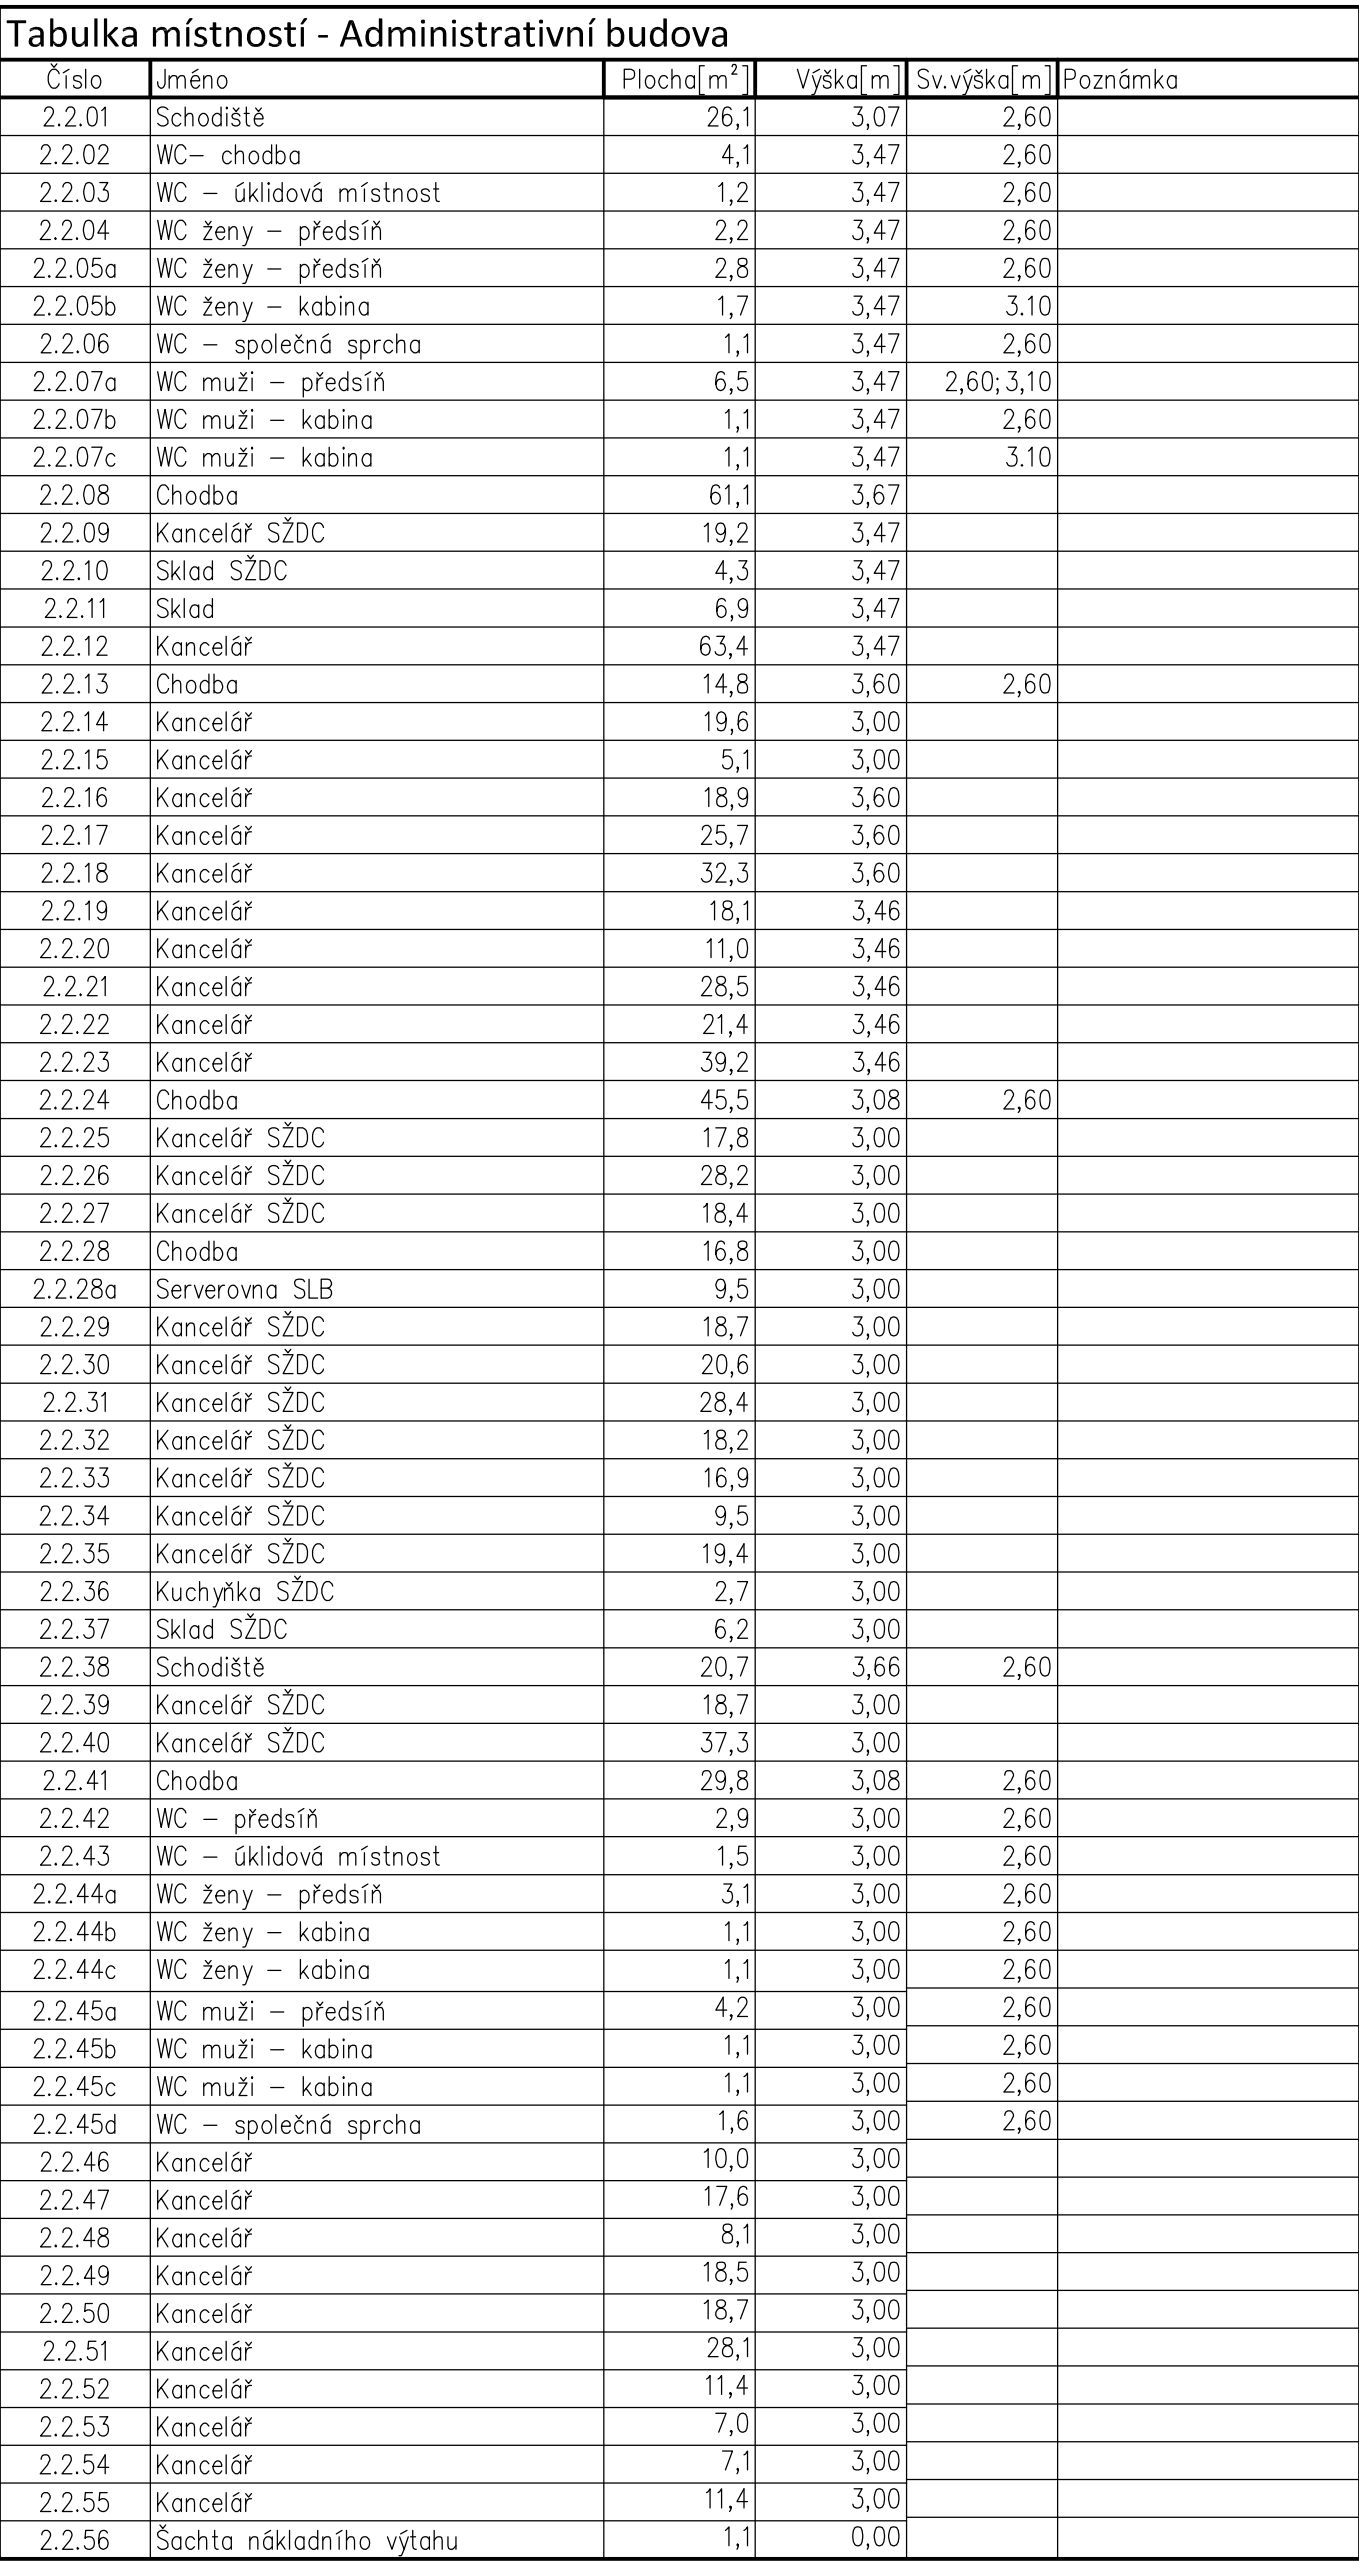 Tabulka místností - Administrativní budova
Číslo Jméno Plocha[m²] Výška[m] Sv.výška[m] Poznámka
2.2.01 Schodiště 26,1 3,07 2,60
2.2.02 WC– chodba 4,1 3,47 2,60
2.2.03 WC – úklidová místnost 1,2 3,47 2,60
2.2.04 WC ženy – předsíň 2,2 3,47 2,60
2.2.05a WC ženy – předsíň 2,8 3,47 2,60
2.2.05b WC ženy – kabina 1,7 3,47 3.10
2.2.06 WC – společná sprcha 1,1 3,47 2,60
2.2.07a WC muži – předsíň 6,5 3,47 2,60;3,10
2.2.07b WC muži – kabina 1,1 3,47 2,60
2.2.07c WC muži – kabina 1,1 3,47 3.10
2.2.08 Chodba 61,1 3,67
2.2.09 Kancelář SŽDC 19,2 3,47
2.2.10 Sklad SŽDC 4,3 3,47
2.2.11 Sklad 6,9 3,47
2.2.12 Kancelář 63,4 3,47
2.2.13 Chodba 14,8 3,60 2,60
2.2.14 Kancelář 19,6 3,00
2.2.15 Kancelář 5,1 3,00
2.2.16 Kancelář 18,9 3,60
2.2.17 Kancelář 25,7 3,60
2.2.18 Kancelář 32,3 3,60
2.2.19 Kancelář 18,1 3,46
2.2.20 Kancelář 11,0 3,46
2.2.21 Kancelář 28,5 3,46
2.2.22 Kancelář 21,4 3,46
2.2.23 Kancelář 39,2 3,46
2.2.24 Chodba 45,5 3,08 2,60
2.2.25 Kancelář SŽDC 17,8 3,00
2.2.26 Kancelář SŽDC 28,2 3,00
2.2.27 Kancelář SŽDC 18,4 3,00
2.2.28 Chodba 16,8 3,00
2.2.28a Serverovna SLB 9,5 3,00
2.2.29 Kancelář SŽDC 18,7 3,00
2.2.30 Kancelář SŽDC 20,6 3,00
2.2.31 Kancelář SŽDC 28,4 3,00
2.2.32 Kancelář SŽDC 18,2 3,00
2.2.33 Kancelář SŽDC 16,9 3,00
2.2.34 Kancelář SŽDC 9,5 3,00
2.2.35 Kancelář SŽDC 19,4 3,00
2.2.36 Kuchyňka SŽDC 2,7 3,00
2.2.37 Sklad SŽDC 6,2 3,00
2.2.38 Schodiště 20,7 3,66 2,60
2.2.39 Kancelář SŽDC 18,7 3,00
2.2.40 Kancelář SŽDC 37,3 3,00
2.2.41 Chodba 29,8 3,08 2,60
2.2.42 WC – předsíň 2,9 3,00 2,60
2.2.43 WC – úklidová místnost 1,5 3,00 2,60
2.2.44a WC ženy – předsíň 3,1 3,00 2,60
2.2.44b WC ženy – kabina 1,1 3,00 2,60
2.2.44c WC ženy – kabina 1,1 3,00 2,60
2.2.45a WC muži – předsíň 4,2 3,00 2,60
2.2.45b WC muži – kabina 1,1 3,00 2,60
2.2.45c WC muži – kabina 1,1 3,00 2,60
2.2.45d WC – společná sprcha 1,6 3,00 2,60
2.2.46 Kancelář 10,0 3,00
2.2.47 Kancelář 17,6 3,00
2.2.48 Kancelář 8,1 3,00
2.2.49 Kancelář 18,5 3,00
2.2.50 Kancelář 18,7 3,00
2.2.51 Kancelář 28,1 3,00
2.2.52 Kancelář 11,4 3,00
2.2.53 Kancelář 7,0 3,00
2.2.54 Kancelář 7,1 3,00
2.2.55 Kancelář 11,4 3,00
2.2.56 Šachta nákladního výtahu 1,1 0,00